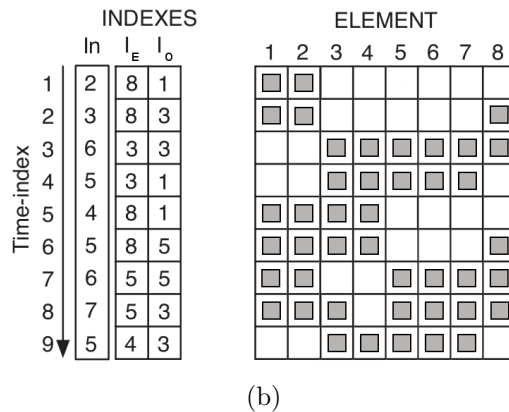 INDEXES ELEMENT
In I_E I_O 1 2 3 4 5 6 7 8
Time-index
1 2 8 1
2 3 8 3
3 6 3 3
4 5 3 1
5 4 8 1
6 5 8 5
7 6 5 5
8 7 5 3
9 5 4 3
(b)